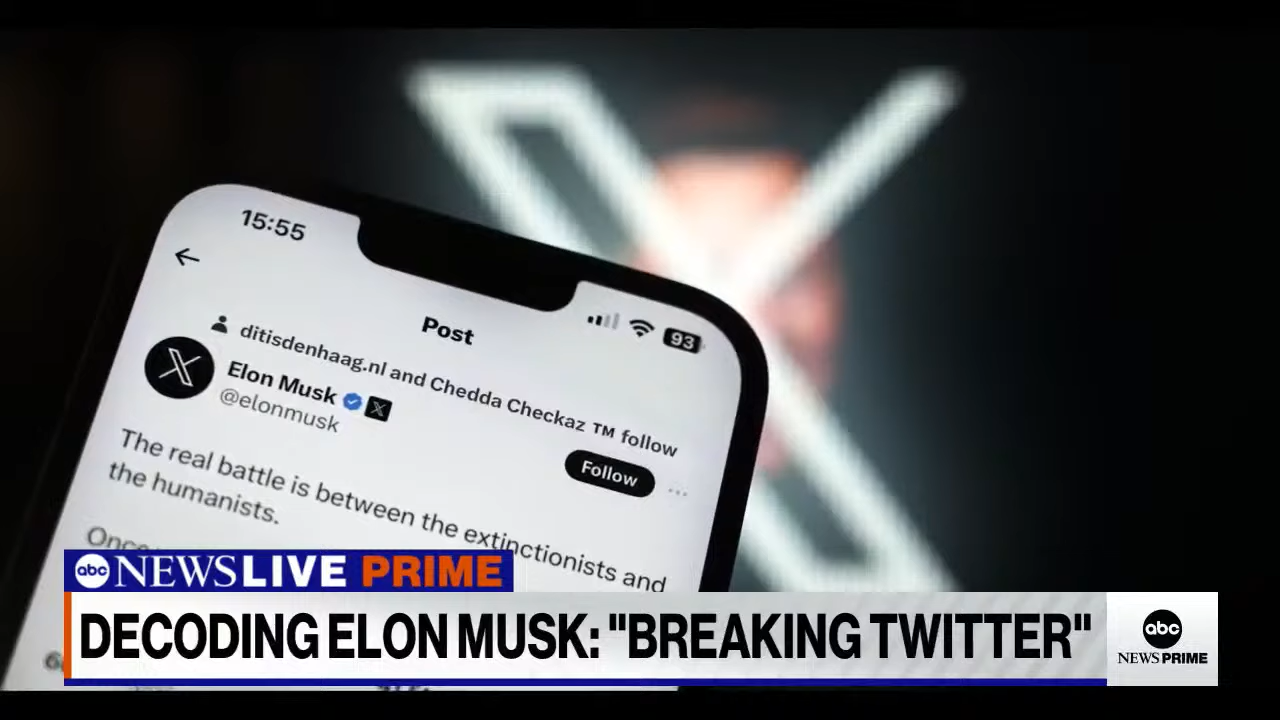 15:55
93
Post
ditisdenhaag.nl and Chedda Checkaz ™ follow
Elon Musk
@elonmusk
Follow
The real battle is between the extinctionists and
the humanists.
abc NEWS LIVE PRIME
DECODING ELON MUSK: "BREAKING TWITTER"
abc
NEWS PRIME